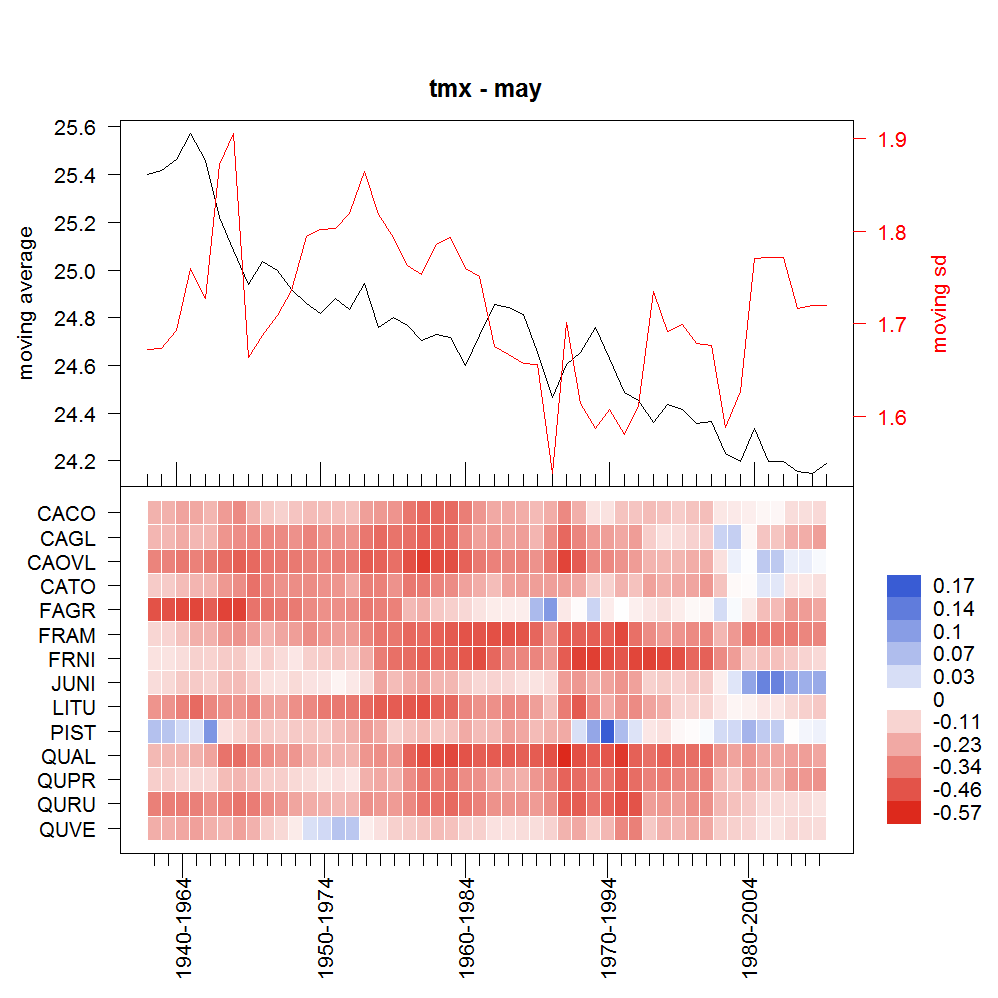 tmx - may
moving average
25.6
25.4
25.2
25.0
24.8
24.6
24.4
24.2
moving sd
1.9
1.8
1.7
1.6
CACO
CAGL
CAOVL
CATO
FAGR
FRAM
FRNI
JUNI
LITU
PIST
QUAL
QUPR
QURU
QUVE
1940-1964
1950-1974
1960-1984
1970-1994
1980-2004
0.17
0.14
0.1
0.07
0.03
0
-0.11
-0.23
-0.34
-0.46
-0.57